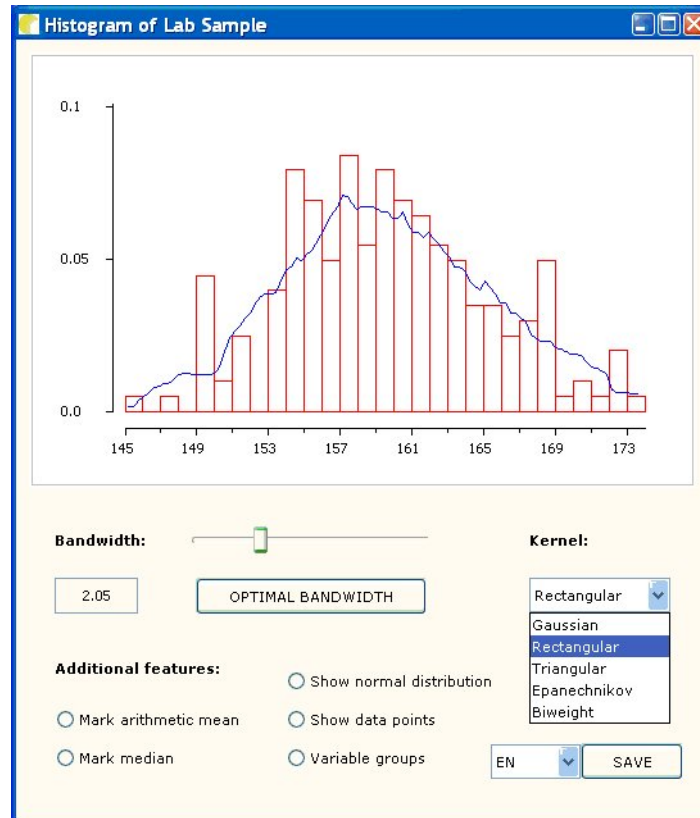 Histogram of Lab Sample
0.1
0.05
0.0
145 149 153 157 161 165 169 173
Bandwidth:
Kernel:
2.05
OPTIMAL BANDWIDTH
Rectangular
Gaussian
Rectangular
Triangular
Epanechnikov
Biweight
Additional features:
Show normal distribution
Mark arithmetic mean
Show data points
Mark median
Variable groups
EN
SAVE